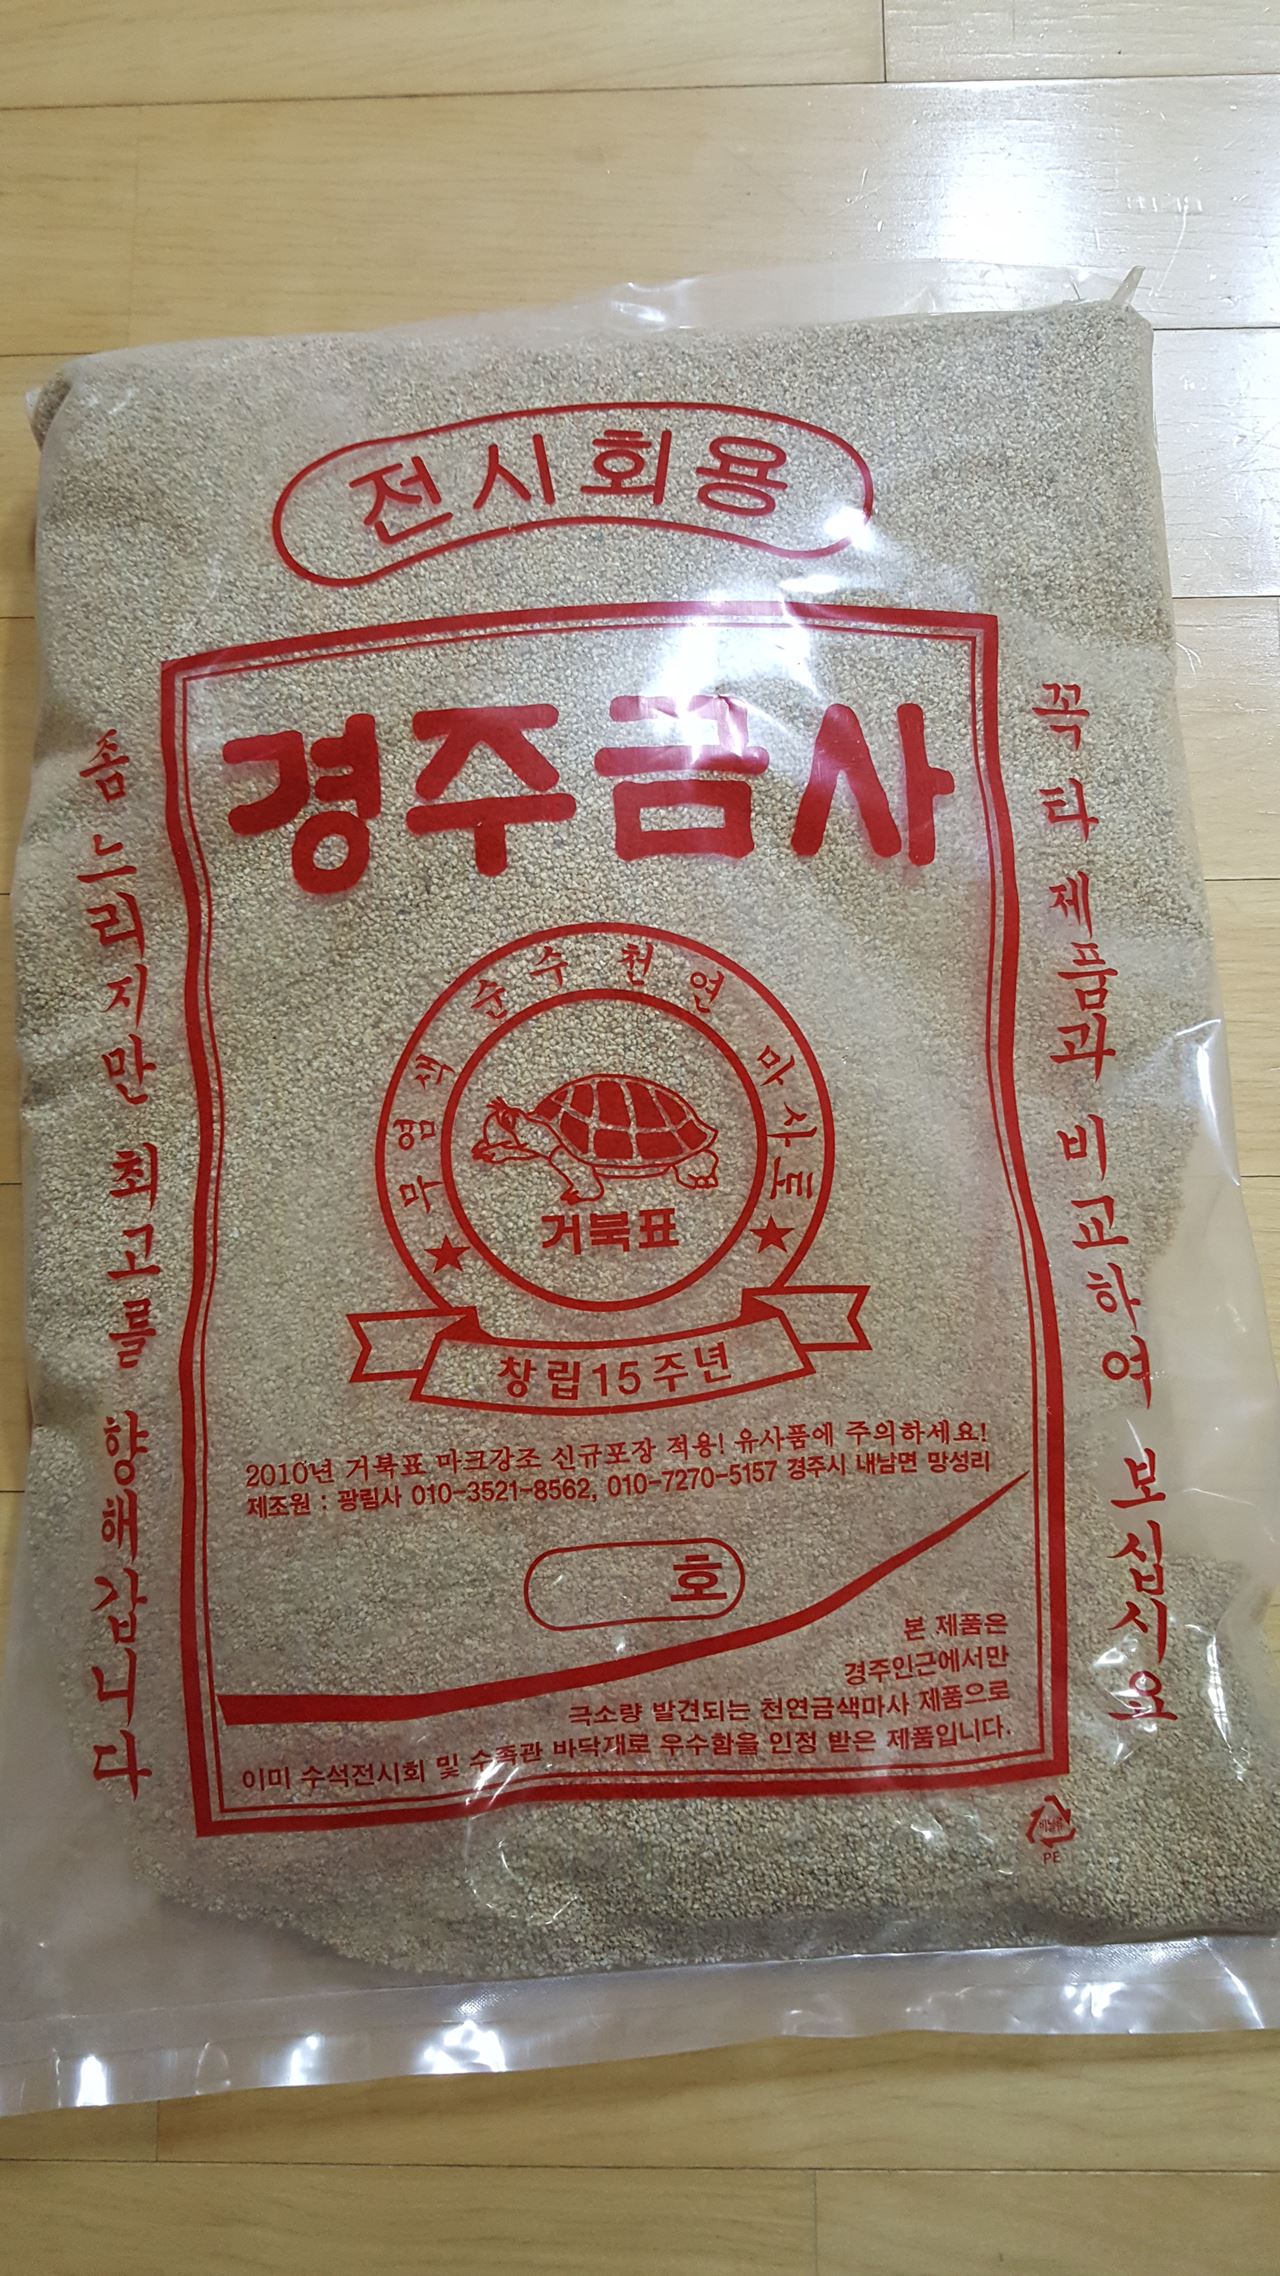 전시회용
경주금사
좀 느리지만 최고를 향해 갑니다
꼭 타 제품과 비교하여 보십시요
무염색 순수천연 마사토
거북표
창립15주년
2010년 거북표 마크강조 신규포장 적용! 유사품에 주의하세요!
제조원 : 광림사 010-3521-8562, 010-7270-5157 경주시 내남면 망성리
호
본 제품은
경주인근에서만
극소량 발견되는 천연금색마사 제품으로
이미 수석전시회 및 수족관 바닥재로 우수함을 인정 받은 제품입니다.
비닐류
PE